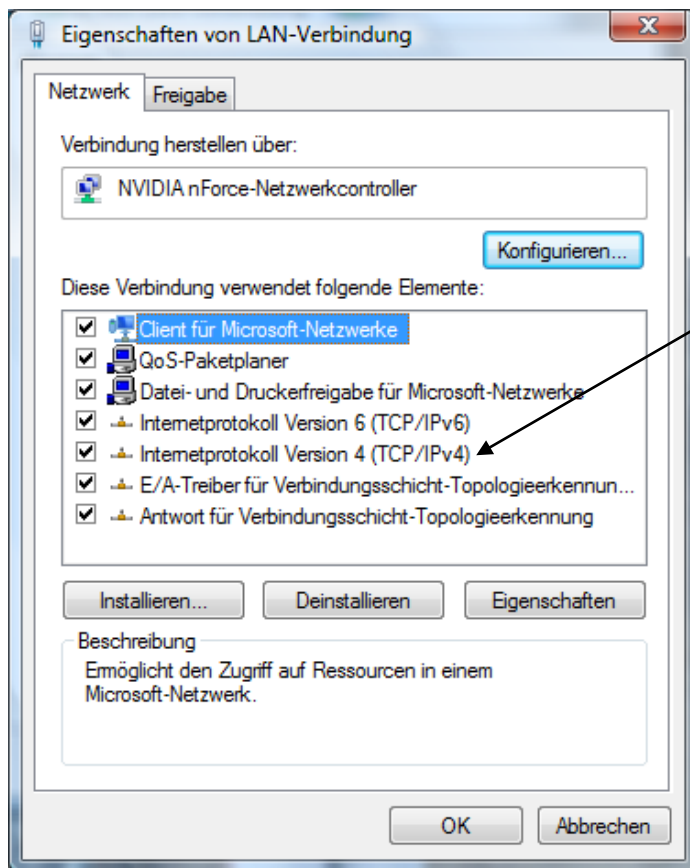 Eigenschaften von LAN-Verbindung
Netzwerk
Freigabe
Verbindung herstellen über:
NVIDIA nForce-Netzwerkcontroller
Konfigurieren...
Diese Verbindung verwendet folgende Elemente:
Client für Microsoft-Netzwerke
QoS-Paketplaner
Datei- und Druckerfreigabe für Microsoft-Netzwerke
Internetprotokoll Version 6 (TCP/IPv6)
Internetprotokoll Version 4 (TCP/IPv4)
E/A-Treiber für Verbindungsschicht-Topologieerkennun...
Antwort für Verbindungsschicht-Topologieerkennung
Installieren...
Deinstallieren
Eigenschaften
Beschreibung
Ermöglicht den Zugriff auf Ressourcen in einem
Microsoft-Netzwerk.
OK
Abbrechen